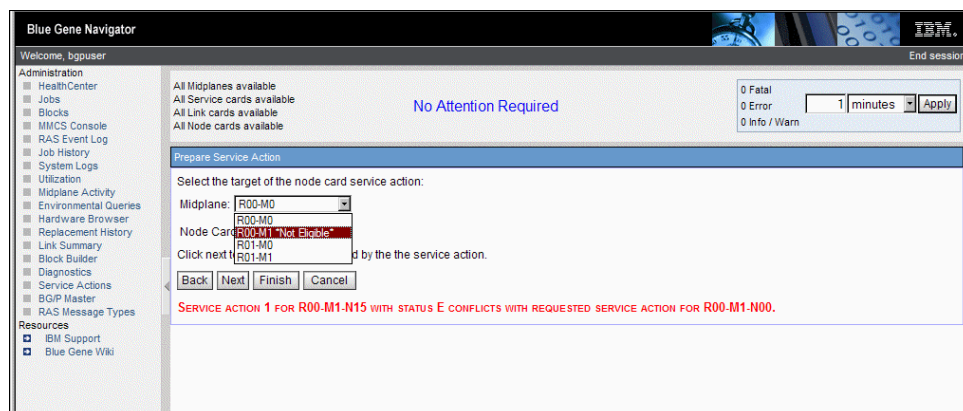 Blue Gene Navigator
IBM.
Welcome, bgpuser
End session
Administration
HealthCenter
Jobs
Blocks
MMCS Console
RAS Event Log
Job History
System Logs
Utilization
Midplane Activity
Environmental Queries
Hardware Browser
Replacement History
Link Summary
Block Builder
Diagnostics
Service Actions
BG/P Master
RAS Message Types
Resources
IBM Support
Blue Gene Wiki
All Midplanes available
All Service cards available
All Link cards available
All Node cards available
No Attention Required
0 Fatal
0 Error
0 Info / Warn
1 minutes Apply
Prepare Service Action
Select the target of the node card service action:
Midplane: R00-M0
R00-M0
Node Card R00-M1 "Not Eligible"
R01-M0
Click next to R01-M1 d by the the service action.
Back Next Finish Cancel
SERVICE ACTION 1 FOR R00-M1-N15 WITH STATUS E CONFLICTS WITH REQUESTED SERVICE ACTION FOR R00-M1-N00.